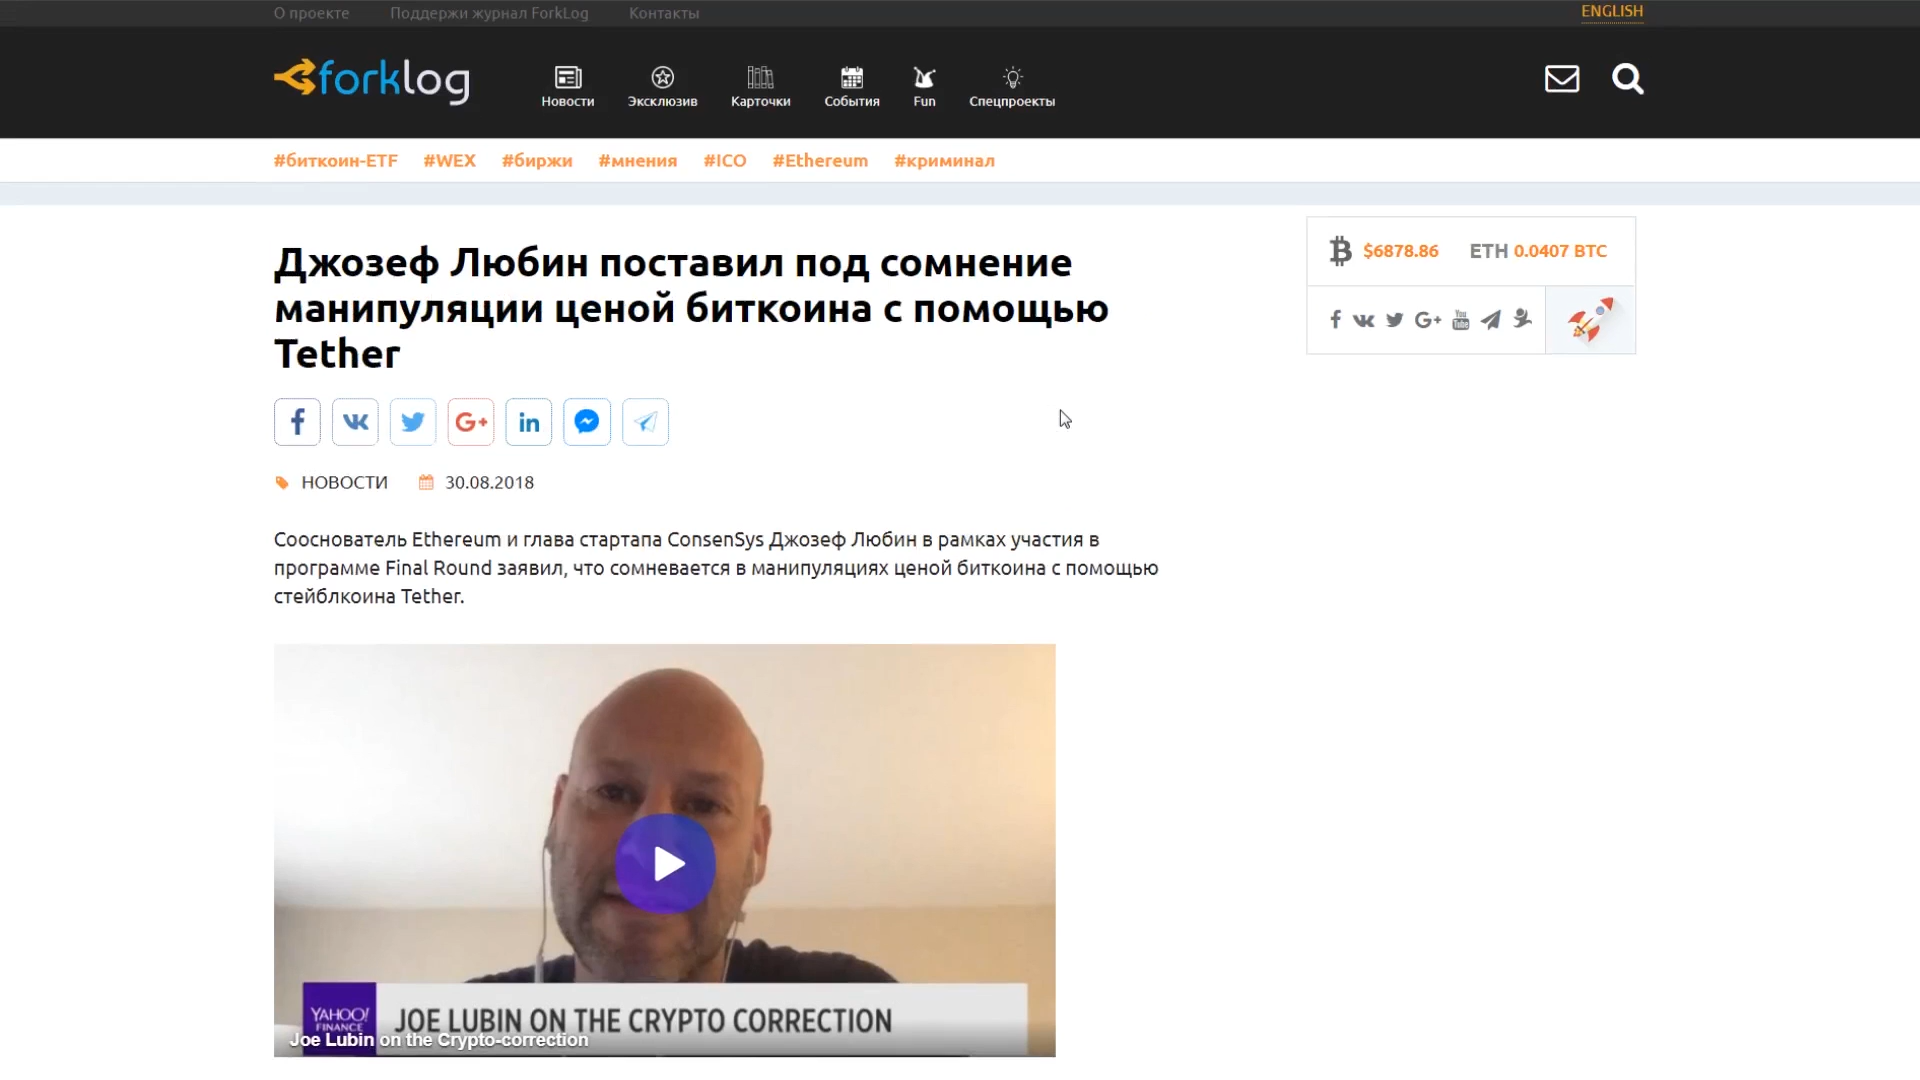 О проекте Поддержи журнал ForkLog Контакты ENGLISH
forklog
Новости Эксклюзив Карточки События Fun Спецпроекты
#биткоин-ETF #WEX #биржи #мнения #ICO #Ethereum #криминал
$6878.86 ETH 0.0407 BTC
Джозеф Любин поставил под сомнение
манипуляции ценой биткоина с помощью
Tether
НОВОСТИ 30.08.2018
Сооснователь Ethereum и глава стартапа ConsenSys Джозеф Любин в рамках участия в
программе Final Round заявил, что сомневается в манипуляциях ценой биткоина с помощью
стейблкоина Tether.
YAHOO!
FINANCE
JOE LUBIN ON THE CRYPTO CORRECTION
Joe Lubin on the Crypto-correction